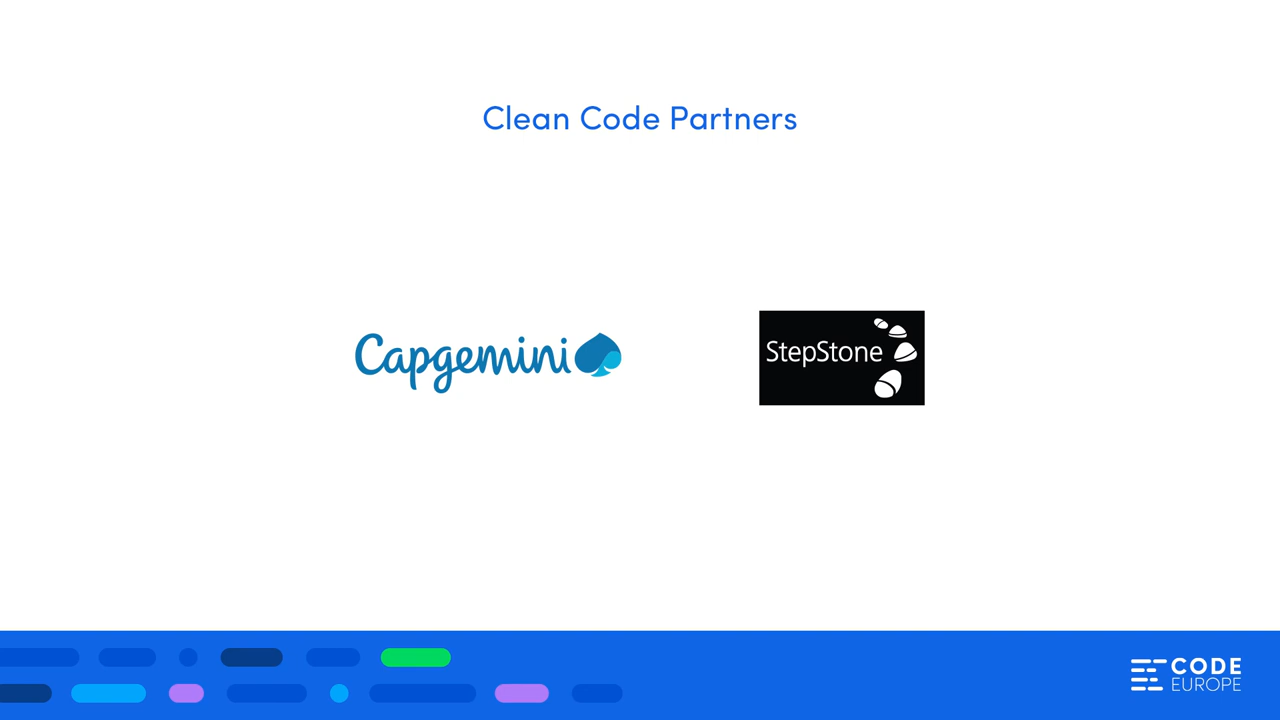 Clean Code Partners
Capgemini
StepStone
CODE
EUROPE